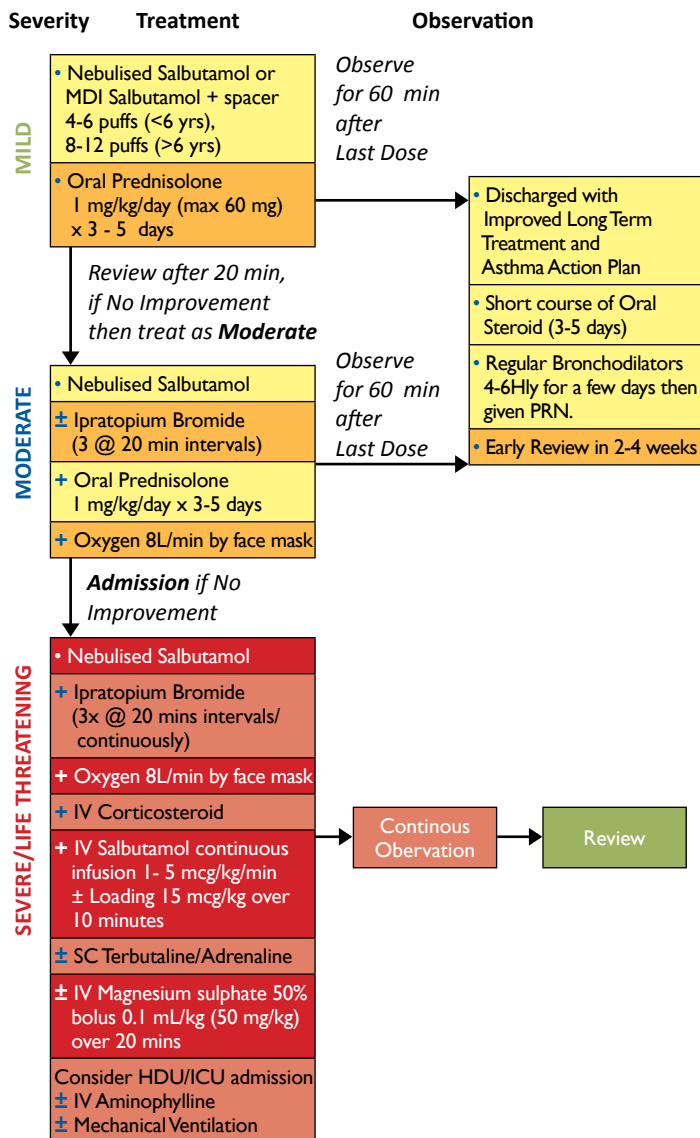 Severity Treatment Observation
MILD
• Nebulised Salbutamol or
MDI Salbutamol + spacer
4-6 puffs (<6 yrs),
8-12 puffs (>6 yrs)
• Oral Prednisolone
1 mg/kg/day (max 60 mg)
x 3 - 5 days
Observe
for 60 min
after
Last Dose
• Discharged with
Improved Long Term
Treatment and
Asthma Action Plan
• Short course of Oral
Steroid (3-5 days)
• Regular Bronchodilators
4-6Hly for a few days then
given PRN.
• Early Review in 2-4 weeks
Review after 20 min,
if No Improvement
then treat as Moderate
MODERATE
• Nebulised Salbutamol
± Ipratopium Bromide
(3 @ 20 min intervals)
+ Oral Prednisolone
1 mg/kg/day x 3-5 days
+ Oxygen 8L/min by face mask
Observe
for 60 min
after
Last Dose
Admission if No
Improvement
SEVERE/LIFE THREATENING
• Nebulised Salbutamol
+ Ipratopium Bromide
(3x @ 20 mins intervals/
continuously)
+ Oxygen 8L/min by face mask
+ IV Corticosteroid
+ IV Salbutamol continuous
infusion 1- 5 mcg/kg/min
± Loading 15 mcg/kg over
10 minutes
± SC Terbutaline/Adrenaline
± IV Magnesium sulphate 50%
bolus 0.1 mL/kg (50 mg/kg)
over 20 mins
Consider HDU/ICU admission
± IV Aminophylline
± Mechanical Ventilation
Continous
Obervation
Review